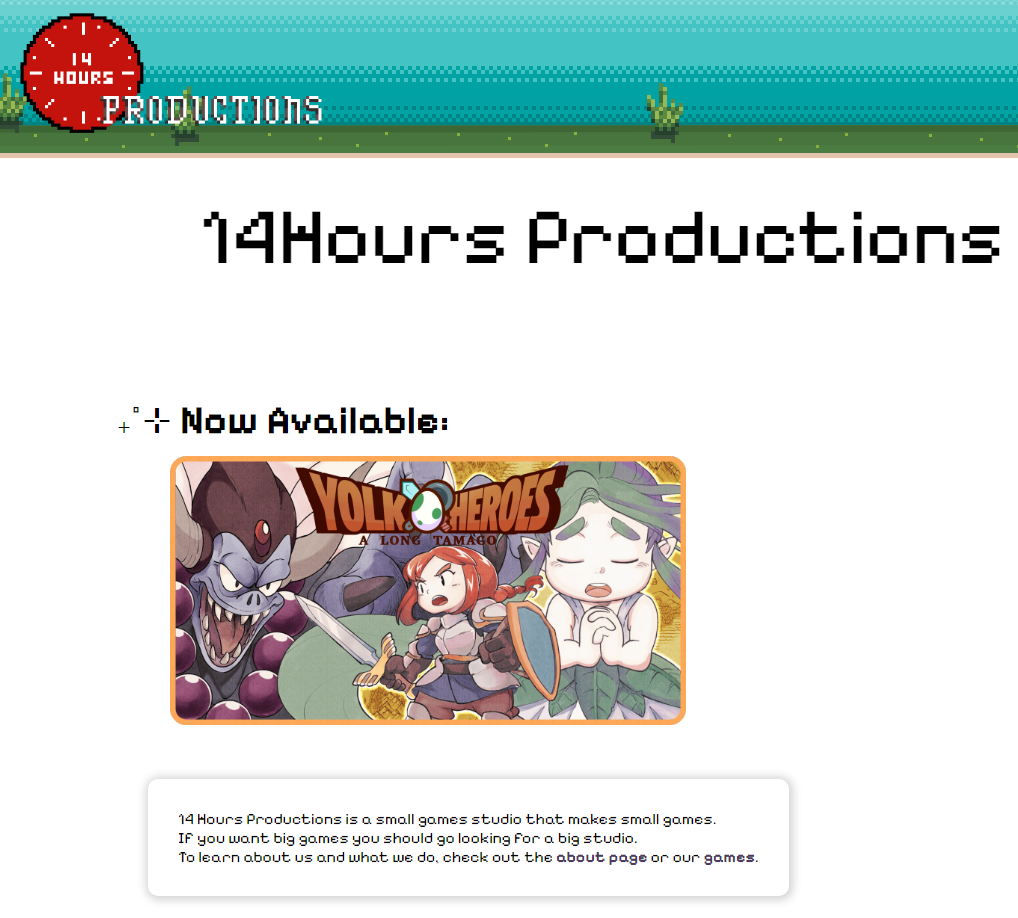 14
HOURS
PRODUCTIONS
14Hours Productions
Now Available:
YOLK HEROES
A LONG TAMAGO
14 Hours Productions is a small games studio that makes small games.
If you want big games you should go looking for a big studio.
To learn about us and what we do, check out the about page or our games.